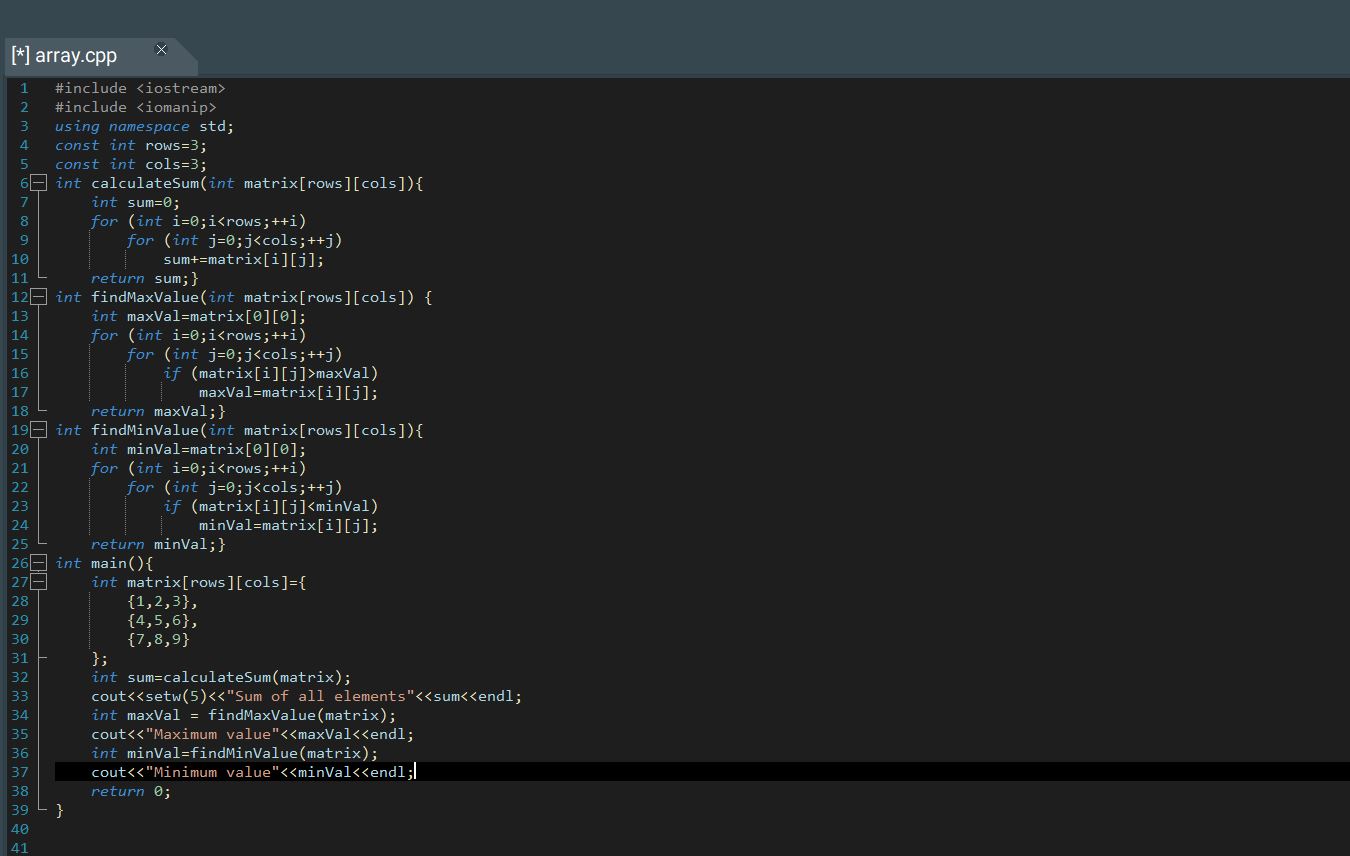 [*] array.cpp
1 #include <iostream>
2 #include <iomanip>
3 using namespace std;
4 const int rows=3;
5 const int cols=3;
6 int calculateSum(int matrix[rows][cols]){
7     int sum=0;
8     for (int i=0;i<rows;++i)
9         for (int j=0;j<cols;++j)
10             sum+=matrix[i][j];
11     return sum;}
12 int findMaxValue(int matrix[rows][cols]) {
13     int maxVal=matrix[0][0];
14     for (int i=0;i<rows;++i)
15         for (int j=0;j<cols;++j)
16             if (matrix[i][j]>maxVal)
17                 maxVal=matrix[i][j];
18     return maxVal;}
19 int findMinValue(int matrix[rows][cols]){
20     int minVal=matrix[0][0];
21     for (int i=0;i<rows;++i)
22         for (int j=0;j<cols;++j)
23             if (matrix[i][j]<minVal)
24                 minVal=matrix[i][j];
25     return minVal;}
26 int main(){
27     int matrix[rows][cols]={
28         {1,2,3},
29         {4,5,6},
30         {7,8,9}
31     };
32     int sum=calculateSum(matrix);
33     cout<<setw(5)<<"Sum of all elements"<<sum<<endl;
34     int maxVal = findMaxValue(matrix);
35     cout<<"Maximum value"<<maxVal<<endl;
36     int minVal=findMinValue(matrix);
37     cout<<"Minimum value"<<minVal<<endl;
38     return 0;
39 }
40
41